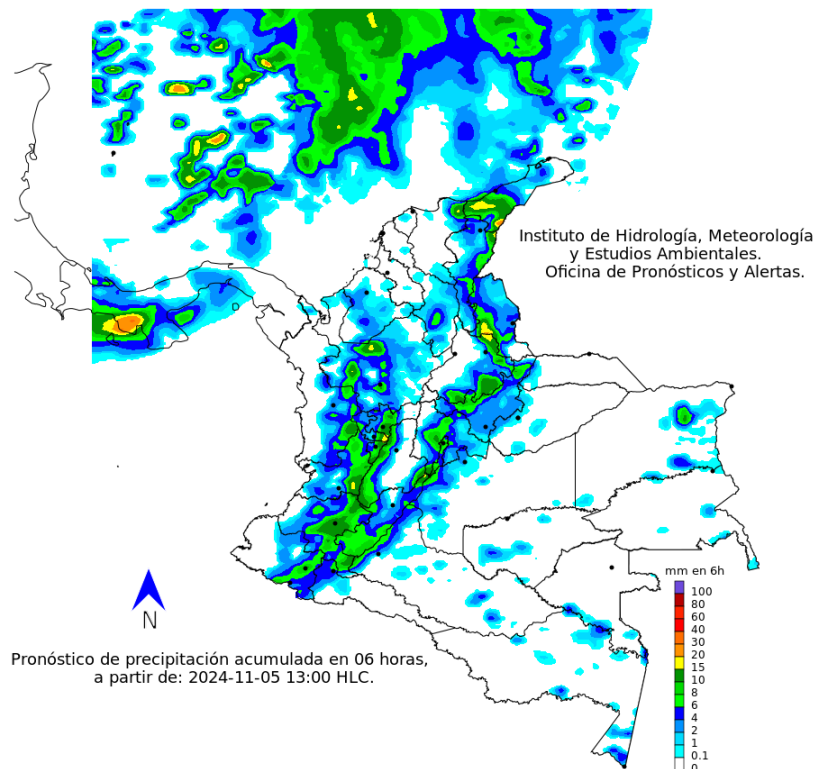 Instituto de Hidrología, Meteorología
y Estudios Ambientales.
Oficina de Pronósticos y Alertas.
mm en 6h
100
80
60
40
30
20
15
10
8
6
4
2
1
0.1
0
N
Pronóstico de precipitación acumulada en 06 horas,
a partir de: 2024-11-05 13:00 HLC.